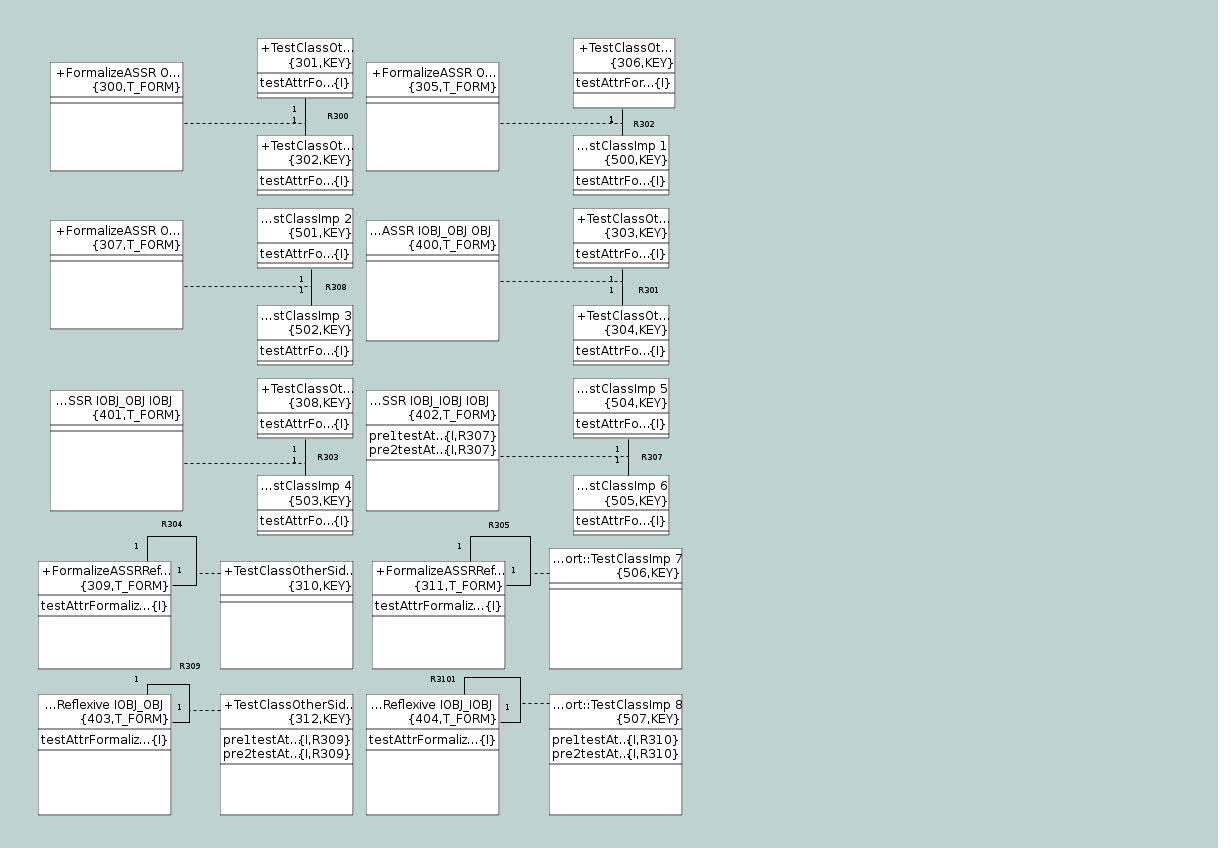 +FormalizeASSR O...
{300,T_FORM}
+TestClassOt...
{301,KEY}
testAttrFo...{I}
1
1
R300
+TestClassOt...
{302,KEY}
testAttrFo...{I}
+FormalizeASSR O...
{305,T_FORM}
+TestClassOt...
{306,KEY}
testAttrFor...{I}
1
R302
...stClassImp 1
{500,KEY}
testAttrFo...{I}
+FormalizeASSR O...
{307,T_FORM}
...stClassImp 2
{501,KEY}
testAttrFo...{I}
1
1
R308
...stClassImp 3
{502,KEY}
testAttrFo...{I}
...ASSR IOBJ_OBJ OBJ
{400,T_FORM}
+TestClassOt...
{303,KEY}
testAttrFo...{I}
1
1
R301
+TestClassOt...
{304,KEY}
testAttrFo...{I}
...SSR IOBJ_OBJ IOBJ
{401,T_FORM}
+TestClassOt...
{308,KEY}
testAttrFo...{I}
1
1
R303
...stClassImp 4
{503,KEY}
testAttrFo...{I}
...SSR IOBJ_IOBJ IOBJ
{402,T_FORM}
pre1testAt...{I,R307}
pre2testAt...{I,R307}
...stClassImp 5
{504,KEY}
testAttrFo...{I}
1
1
R307
...stClassImp 6
{505,KEY}
testAttrFo...{I}
R304
1
+FormalizeASSRRef...
{309,T_FORM}
testAttrFormaliz...{I}
1
+TestClassOtherSid...
{310,KEY}
R305
1
+FormalizeASSRRef...
{311,T_FORM}
testAttrFormaliz...{I}
1
...ort::TestClassImp 7
{506,KEY}
R309
1
...Reflexive IOBJ_OBJ
{403,T_FORM}
testAttrFormaliz...{I}
1
+TestClassOtherSid...
{312,KEY}
pre1testAt...{I,R309}
pre2testAt...{I,R309}
R3101
...Reflexive IOBJ_IOBJ
{404,T_FORM}
testAttrFormaliz...{I}
1
...ort::TestClassImp 8
{507,KEY}
pre1testAt...{I,R310}
pre2testAt...{I,R310}